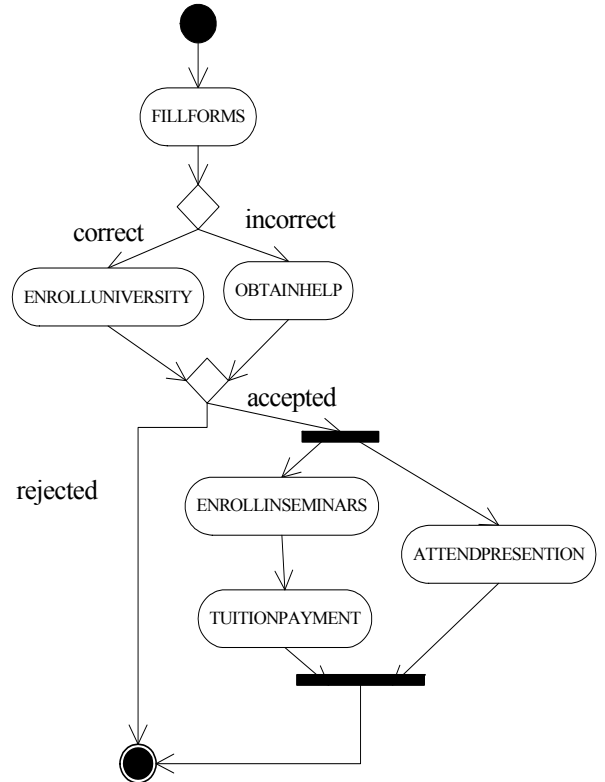 FILLFORMS
correct
incorrect
ENROLLUNIVERSITY
OBTAINHELP
accepted
rejected
ENROLLINSEMINARS
ATTENDPRESENTION
TUITIONPAYMENT